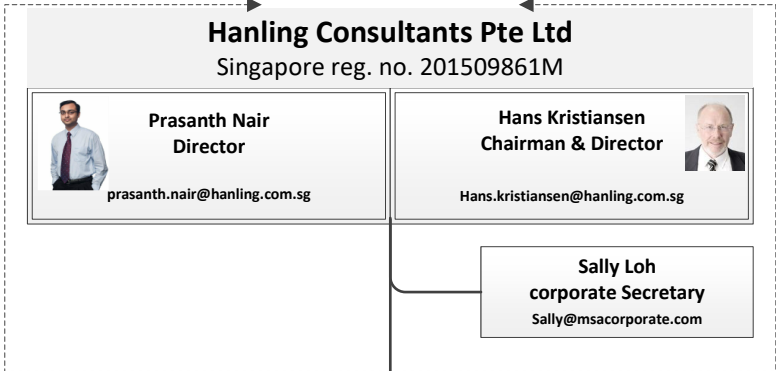 Hanling Consultants Pte Ltd
Singapore reg. no. 201509861M
Prasanth Nair
Director
prasanth.nair@hanling.com.sg
Hans Kristiansen
Chairman & Director
Hans.kristiansen@hanling.com.sg
Sally Loh
corporate Secretary
Sally@msacorporate.com